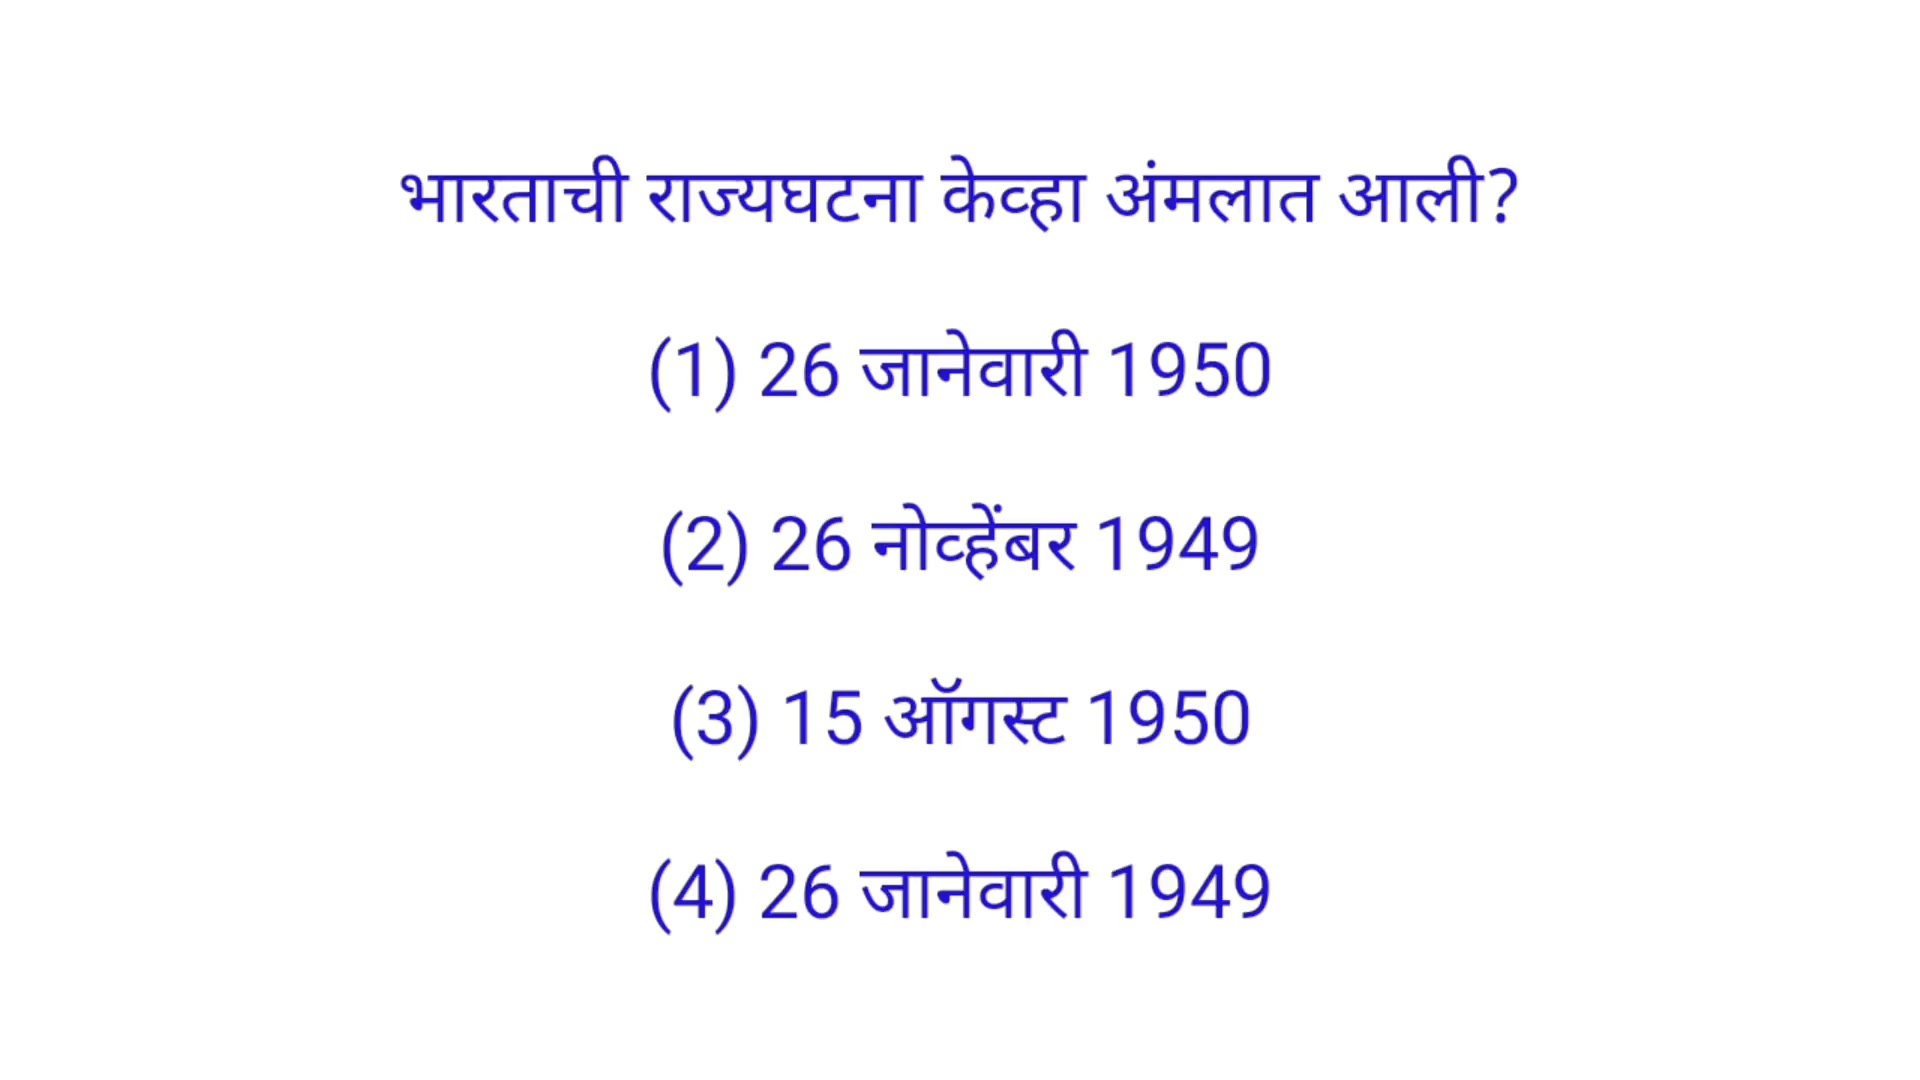 भारताची राज्यघटना केव्हा अंमलात आली?
(1) 26 जानेवारी 1950
(2) 26 नोव्हेंबर 1949
(3) 15 ऑगस्ट 1950
(4) 26 जानेवारी 1949